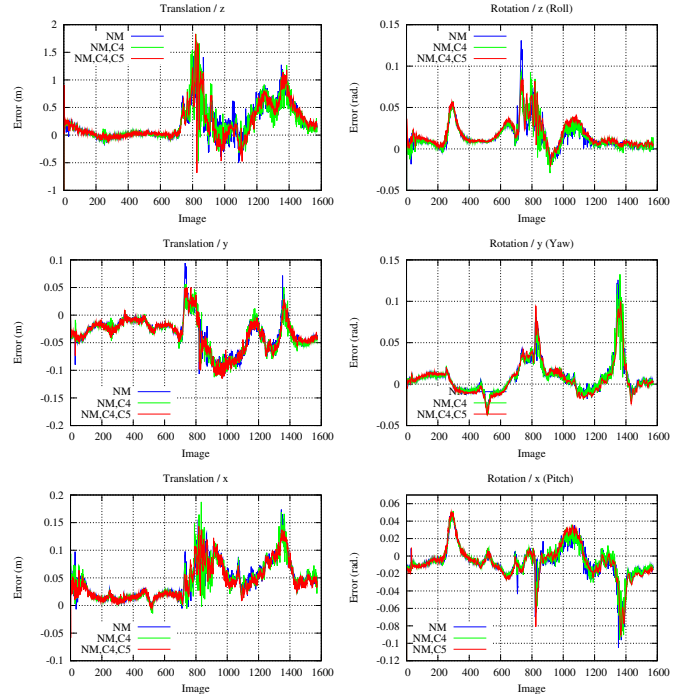 Translation / z
Error (m)
2
1.5
1
0.5
0
-0.5
-1
0 200 400 600 800 1000 1200 1400 1600
Image
NM
NM,C4
NM,C4,C5
Rotation / z (Roll)
Error (rad.)
0.15
0.1
0.05
0
-0.05
0 200 400 600 800 1000 1200 1400 1600
Image
NM
NM,C4
NM,C4,C5
Translation / y
Error (m)
0.1
0.05
0
-0.05
-0.1
-0.15
-0.2
0 200 400 600 800 1000 1200 1400 1600
Image
NM
NM,C4
NM,C4,C5
Rotation / y (Yaw)
Error (rad.)
0.15
0.1
0.05
0
-0.05
0 200 400 600 800 1000 1200 1400 1600
Image
NM
NM,C4
NM,C4,C5
Translation / x
Error (m)
0.2
0.15
0.1
0.05
0
-0.05
-0.1
0 200 400 600 800 1000 1200 1400 1600
Image
NM
NM,C4
NM,C4,C5
Rotation / x (Pitch)
Error (rad.)
0.06
0.04
0.02
0
-0.02
-0.04
-0.06
-0.08
-0.1
-0.12
0 200 400 600 800 1000 1200 1400 1600
Image
NM
NM,C4
NM,C4,C5